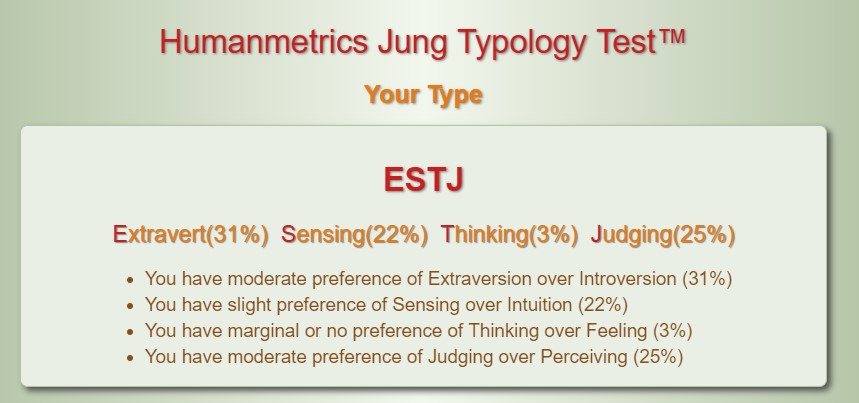 Humanmetrics Jung Typology Test™
Your Type
ESTJ
Extravert(31%) Sensing(22%) Thinking(3%) Judging(25%)
• You have moderate preference of Extraversion over Introversion (31%)
• You have slight preference of Sensing over Intuition (22%)
• You have marginal or no preference of Thinking over Feeling (3%)
• You have moderate preference of Judging over Perceiving (25%)